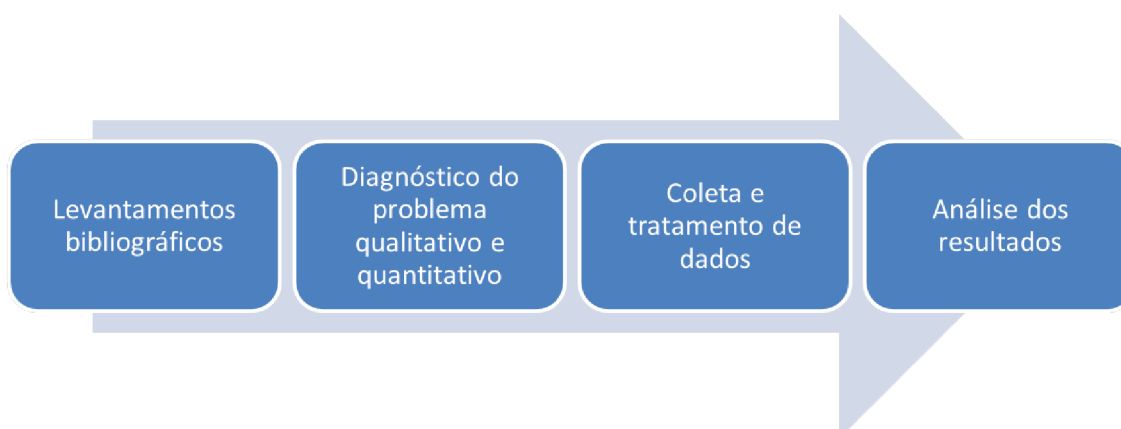 Levantamentos
bibliográficos
Diagnóstico do
problema
qualitativo e
quantitativo
Coleta e
tratamento de
dados
Análise dos
resultados